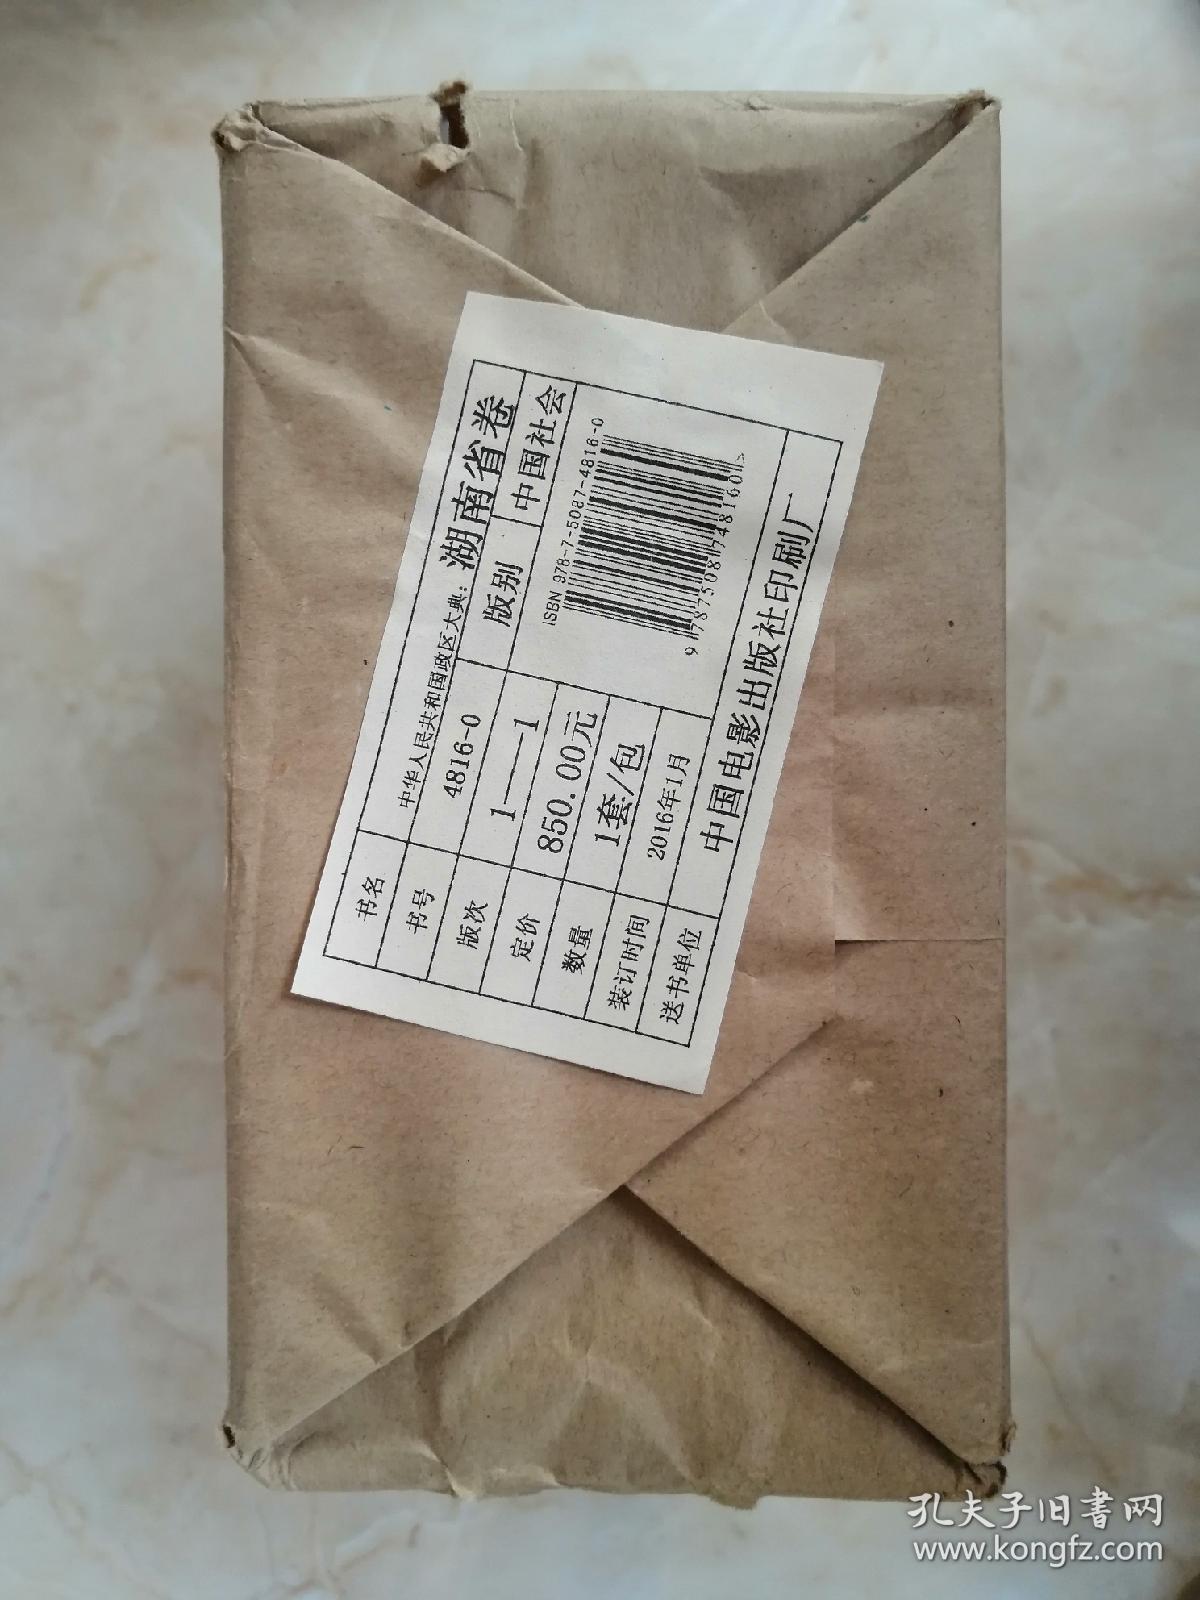 书名 中华人民共和国政区大典：湖南省卷
书号 4816-0 版别 中国社会
版次 1——1
定价 850.00元
数量 1套/包
装订时间 2016年1月
ISBN 978-7-5087-4816-0
9 787508 748160 >
送书单位 中国电影出版社印刷厂
孔夫子旧书网
www.kongfz.com